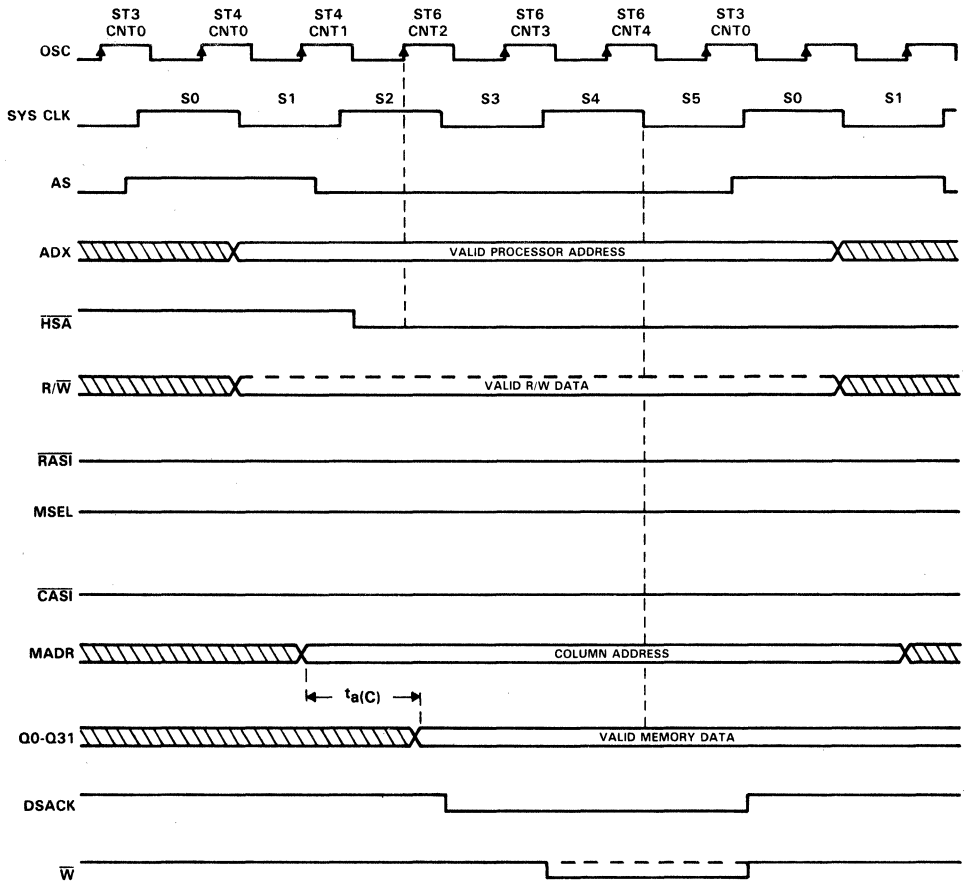 ST3 ST4 ST4 ST6 ST6 ST6 ST3
CNT0 CNT0 CNT1 CNT2 CNT3 CNT4 CNT0
OSC
S0 S1 S2 S3 S4 S5 S0 S1
SYS CLK
AS
ADX VALID PROCESSOR ADDRESS
HSA
R/W VALID R/W DATA
RASI
MSEL
CASI
MADR COLUMN ADDRESS
ta(C)
Q0-Q31 VALID MEMORY DATA
DSACK
W